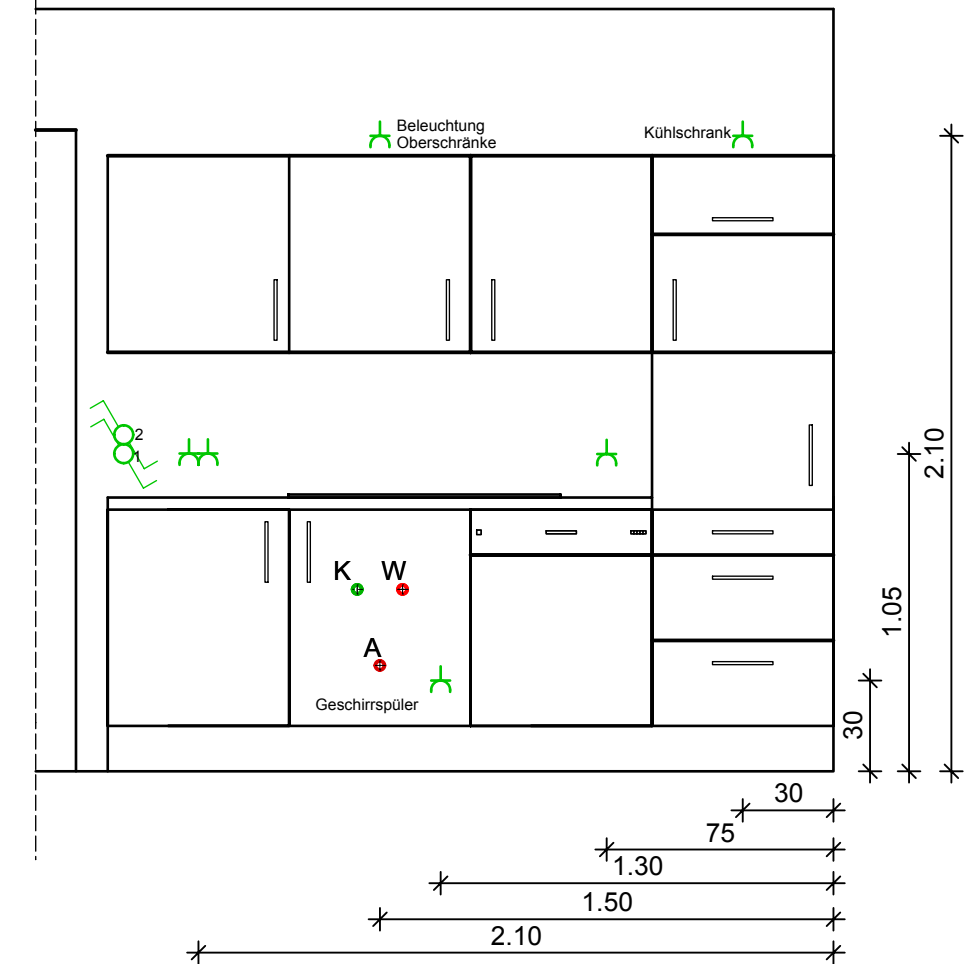 Beleuchtung
Oberschränke
Kühlschrank
2
1
K W
A
Geschirrspüler
2.10
1.05
30
30
75
1.30
1.50
2.10